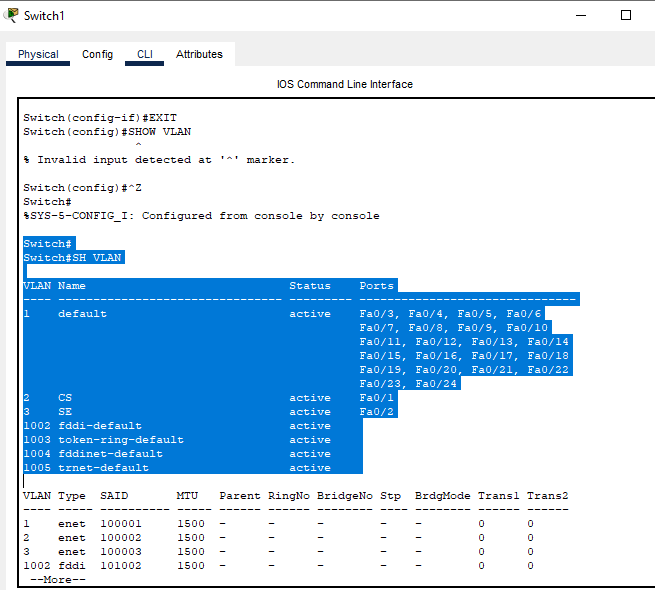 Switch1
Physical Config CLI Attributes
IOS Command Line Interface
Switch(config-if)#EXIT
Switch(config)#SHOW VLAN
^
% Invalid input detected at '^' marker.
Switch(config)#^Z
Switch#
%SYS-5-CONFIG_I: Configured from console by console
Switch#
Switch#SH VLAN
VLAN Name Status Ports
---- -------------------------------- --------- -------------------------------
1 default active Fa0/3, Fa0/4, Fa0/5, Fa0/6
Fa0/7, Fa0/8, Fa0/9, Fa0/10
Fa0/11, Fa0/12, Fa0/13, Fa0/14
Fa0/15, Fa0/16, Fa0/17, Fa0/18
Fa0/19, Fa0/20, Fa0/21, Fa0/22
Fa0/23, Fa0/24
2 CS active Fa0/1
3 SE active Fa0/2
1002 fddi-default active
1003 token-ring-default active
1004 fddinet-default active
1005 trnet-default active
VLAN Type SAID MTU Parent RingNo BridgeNo Stp BrdgMode Trans1 Trans2
---- ----- ---------- ----- ------ ------ -------- ---- -------- ------ ------
1 enet 100001 1500 - - - - - 0 0
2 enet 100002 1500 - - - - - 0 0
3 enet 100003 1500 - - - - - 0 0
1002 fddi 101002 1500 - - - - - 0 0
--More--